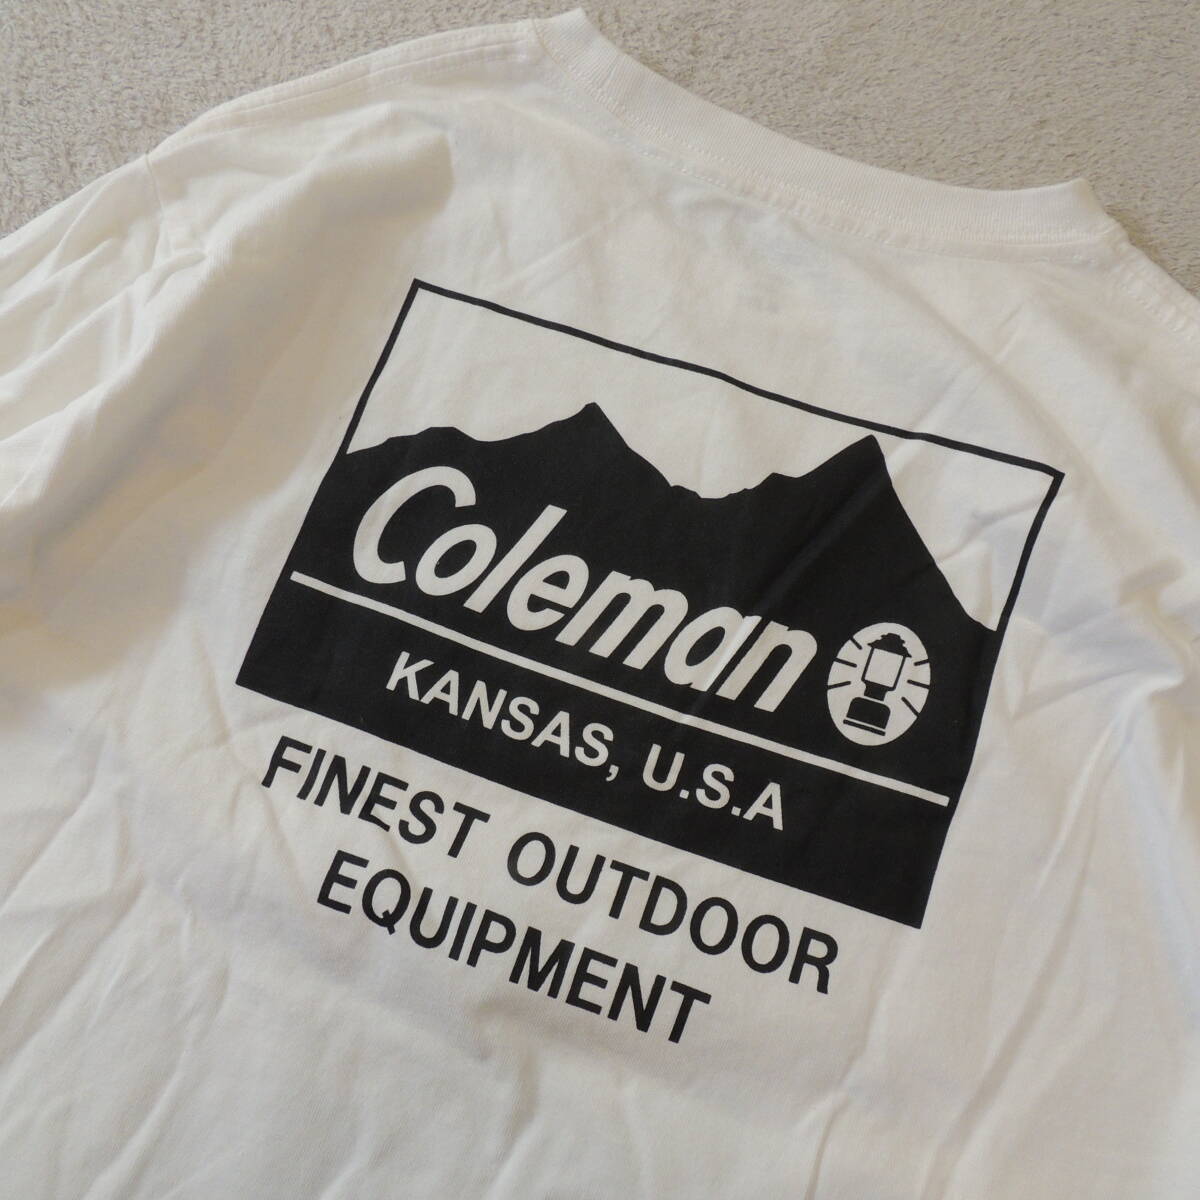 Coleman
KANSAS, U.S.A
FINEST OUTDOOR
EQUIPMENT